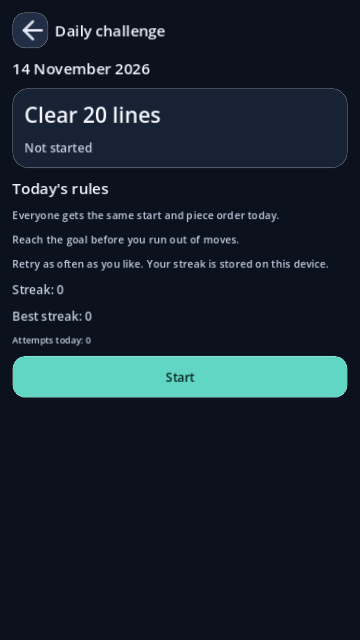 Daily challenge
14 November 2026
Clear 20 lines
Not started
Today's rules
Everyone gets the same start and piece order today.
Reach the goal before you run out of moves.
Retry as often as you like. Your streak is stored on this device.
Streak: 0
Best streak: 0
Attempts today: 0
Start